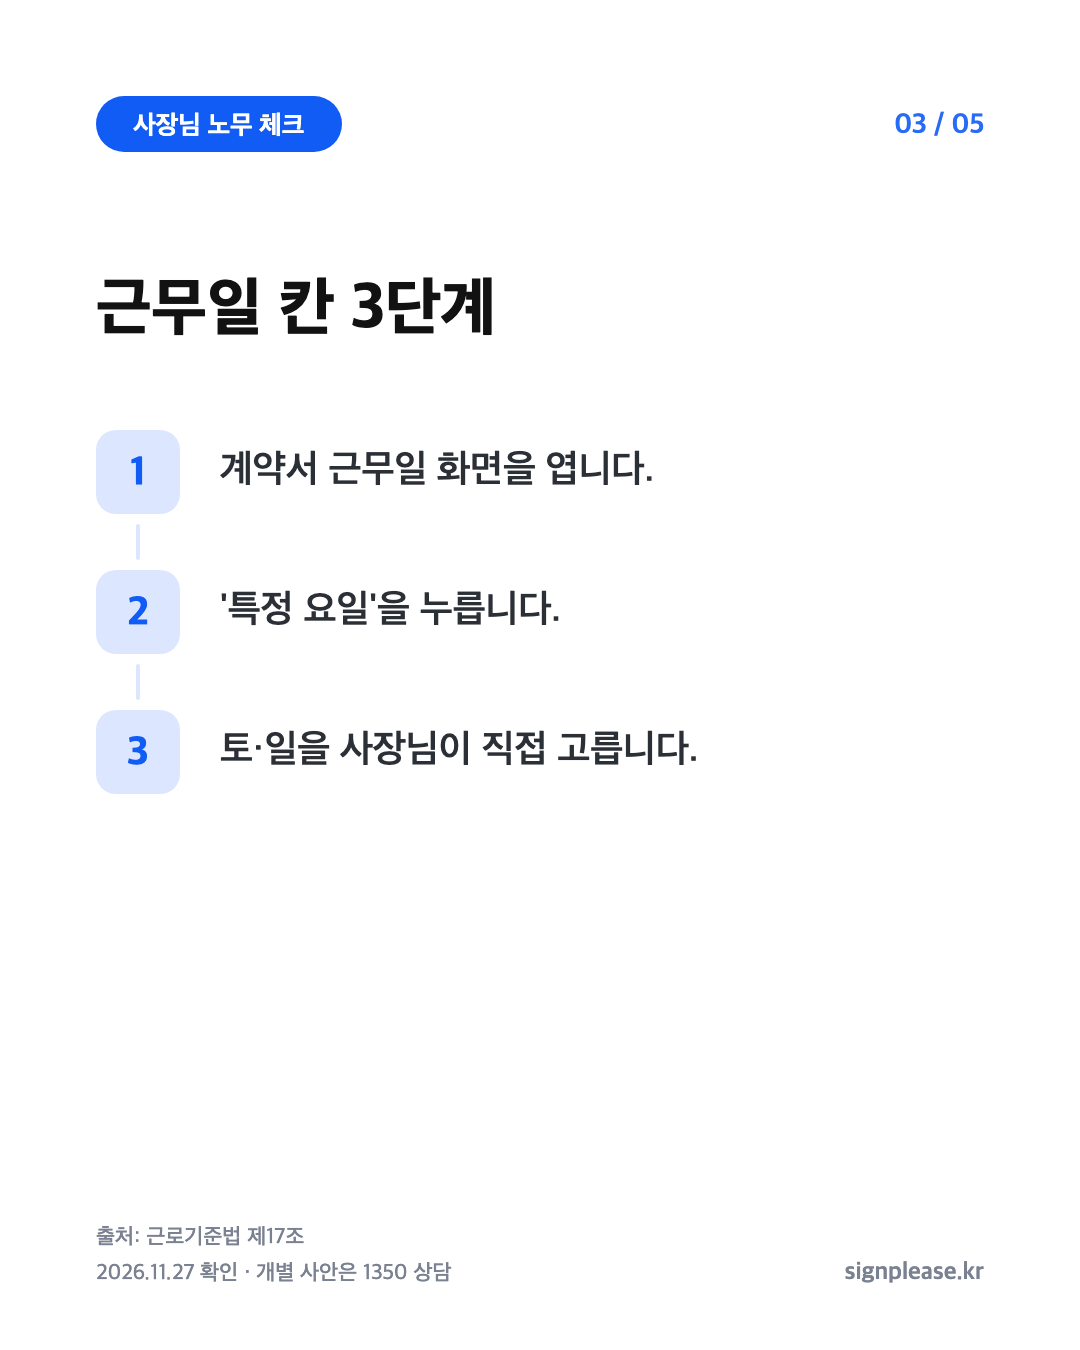 사장님 노무 체크
03 / 05
근무일 칸 3단계
1
계약서 근무일 화면을 엽니다.
2
'특정 요일'을 누릅니다.
3
토·일을 사장님이 직접 고릅니다.
출처: 근로기준법 제17조
2026.11.27 확인 · 개별 사안은 1350 상담
signplease.kr